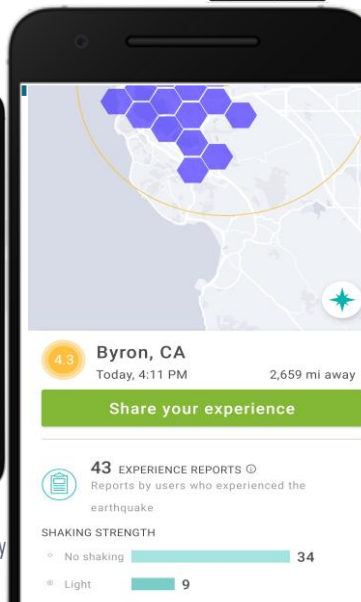 4.3
Byron, CA
Today, 4:11 PM
2,659 mi away
Share your experience
43 EXPERIENCE REPORTS
Reports by users who experienced the
earthquake
SHAKING STRENGTH
No shaking 34
Light 9
y